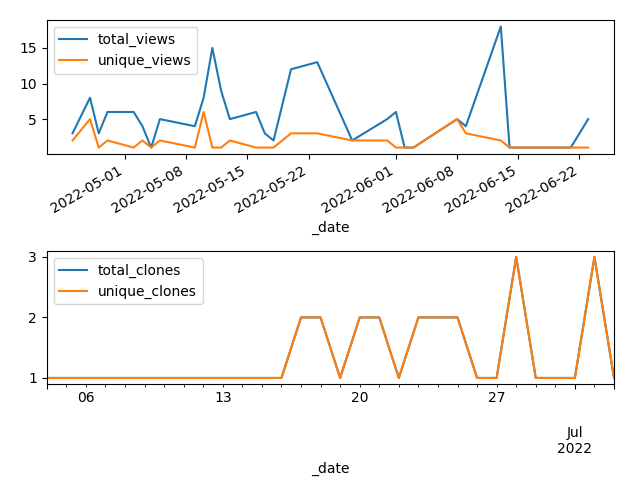 total_views
unique_views
15
10
5
2022-05-01
2022-05-08
2022-05-15
2022-05-22
2022-06-01
2022-06-08
2022-06-15
2022-06-22
_date
total_clones
unique_clones
3
2
1
06
13
20
27
Jul
2022
_date